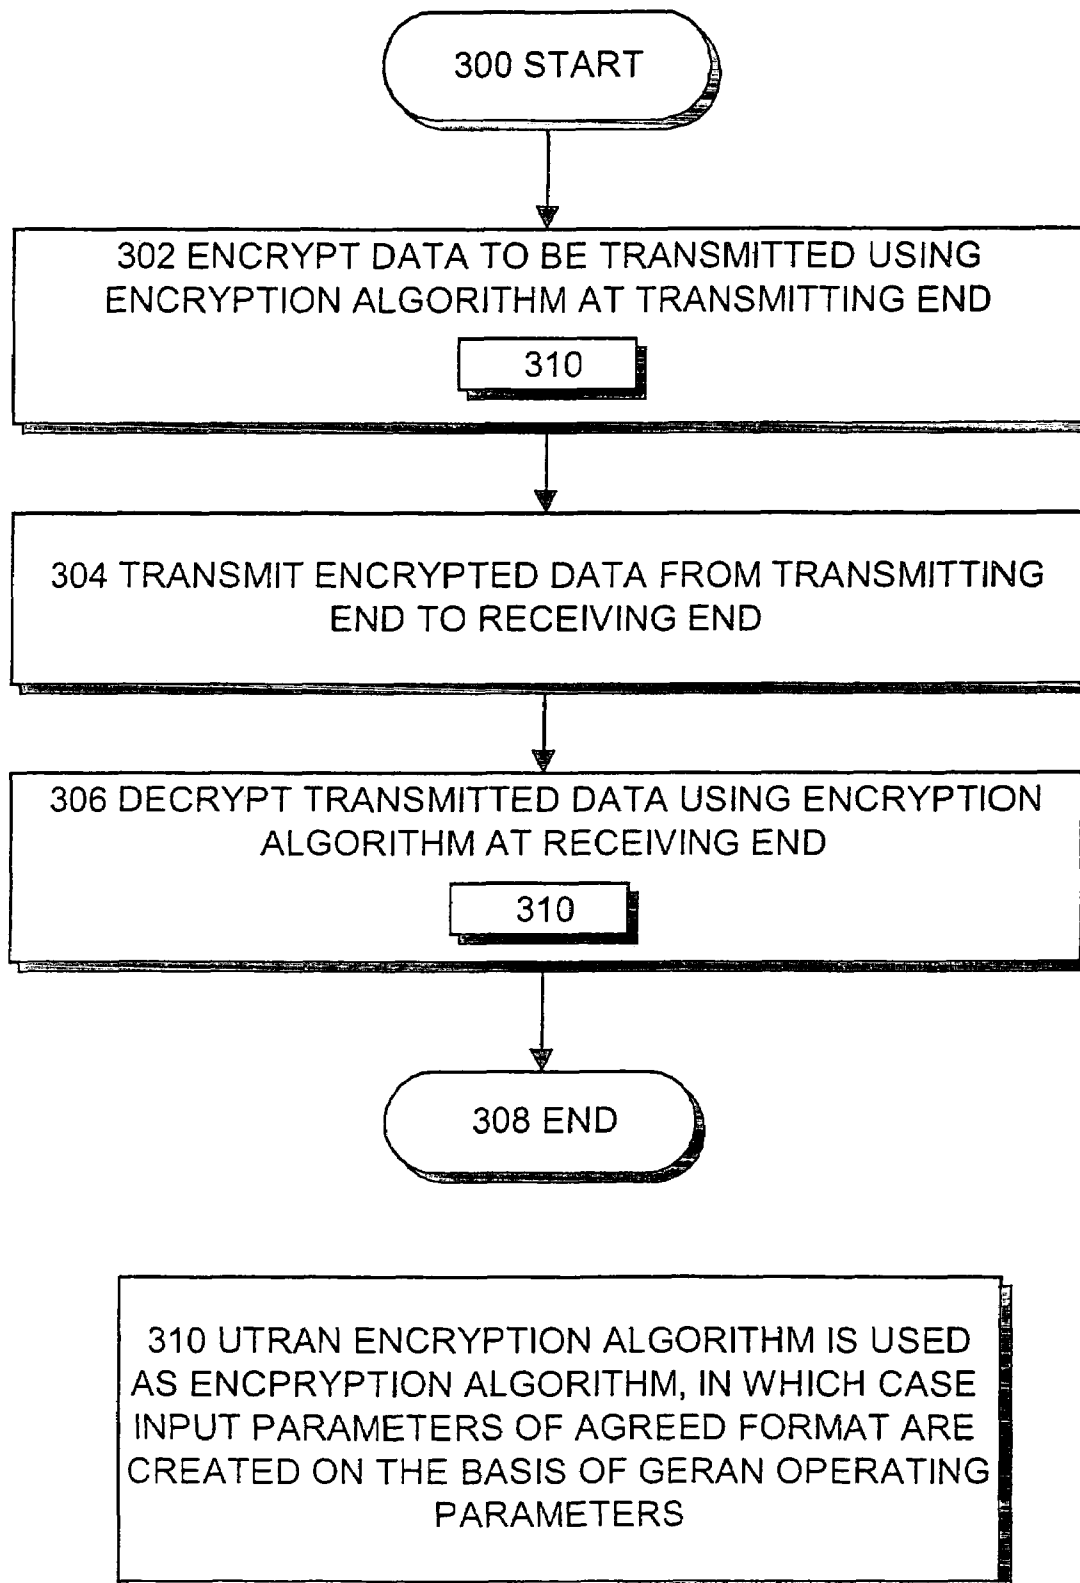 300 START
302 ENCRYPT DATA TO BE TRANSMITTED USING
ENCRYPTION ALGORITHM AT TRANSMITTING END
310
304 TRANSMIT ENCRYPTED DATA FROM TRANSMITTING
END TO RECEIVING END
306 DECRYPT TRANSMITTED DATA USING ENCRYPTION
ALGORITHM AT RECEIVING END
310
308 END
310 UTRAN ENCRYPTION ALGORITHM IS USED
AS ENCPRYPTION ALGORITHM, IN WHICH CASE
INPUT PARAMETERS OF AGREED FORMAT ARE
CREATED ON THE BASIS OF GERAN OPERATING
PARAMETERS